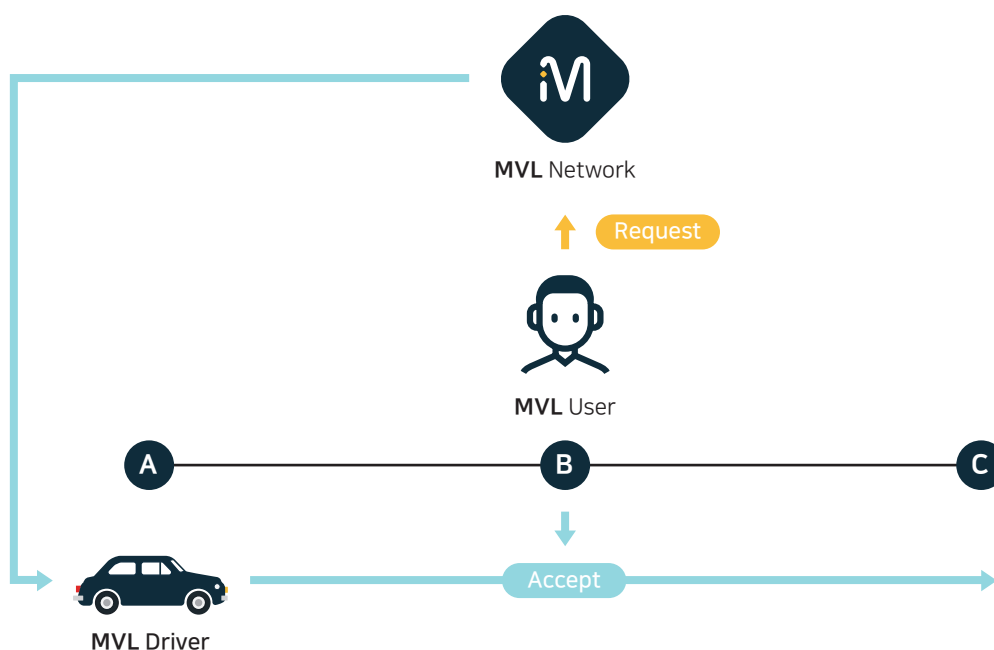 MVL Network
Request
MVL User
A
B
C
Accept
MVL Driver